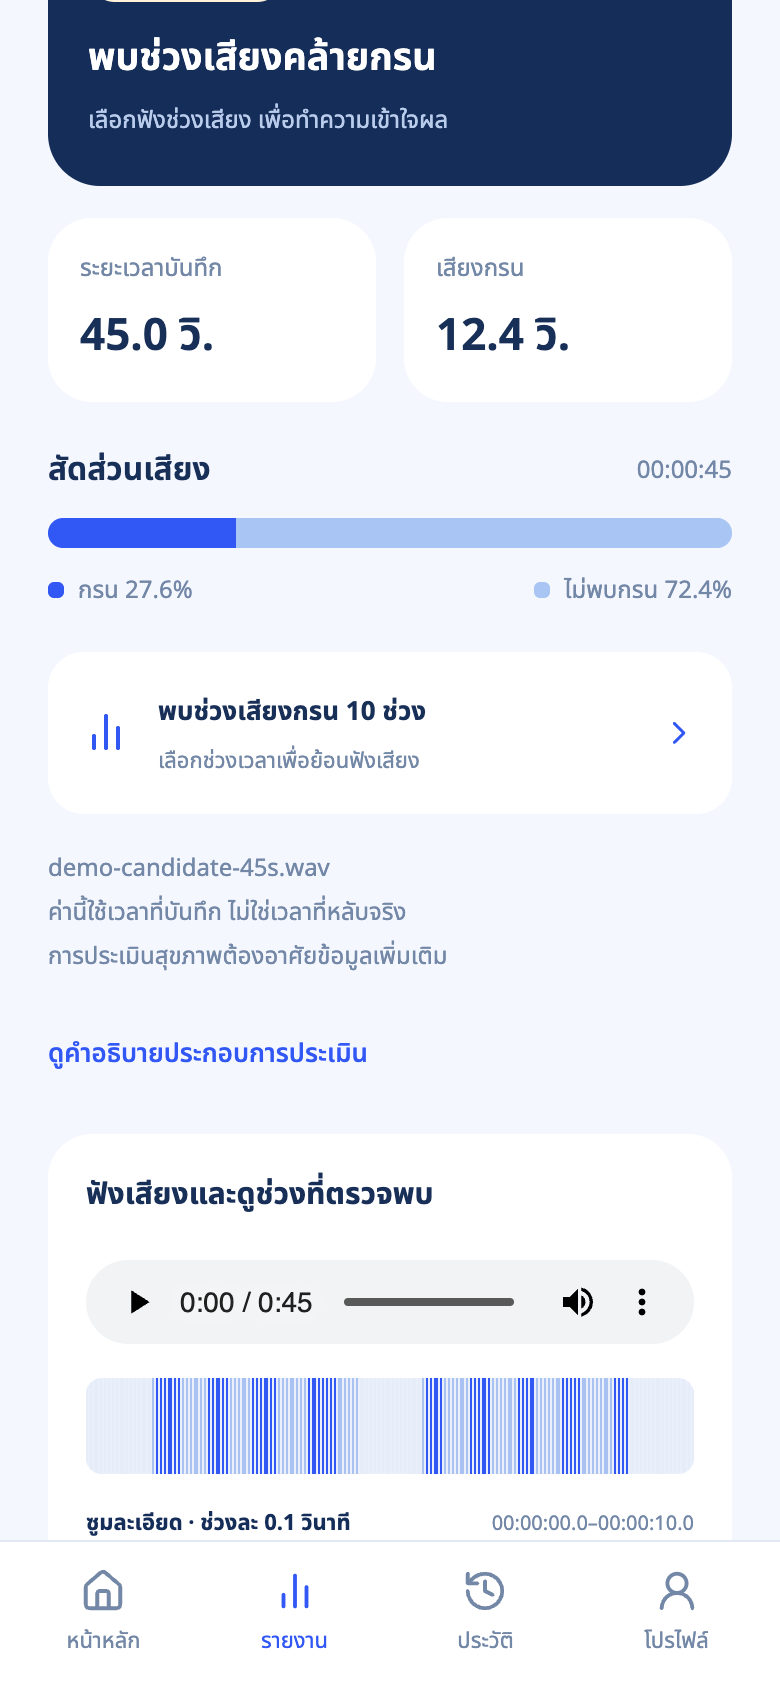 พบช่วงเสียงคล้ายกรน
เลือกฟังช่วงเสียง เพื่อทำความเข้าใจผล
ระยะเวลาบันทึก
45.0 วิ.
เสียงกรน
12.4 วิ.
สัดส่วนเสียง
00:00:45
กรน 27.6%
ไม่พบกรน 72.4%
พบช่วงเสียงกรน 10 ช่วง
เลือกช่วงเวลาเพื่อย้อนฟังเสียง
demo-candidate-45s.wav
ค่านี้ใช้เวลาที่บันทึก ไม่ใช่เวลาที่หลับจริง
การประเมินสุขภาพต้องอาศัยข้อมูลเพิ่มเติม
ดูคำอธิบายประกอบการประเมิน
ฟังเสียงและดูช่วงที่ตรวจพบ
0:00 / 0:45
ซูมละเอียด · ช่วงละ 0.1 วินาที
00:00:00.0–00:00:10.0
หน้าหลัก
รายงาน
ประวัติ
โปรไฟล์